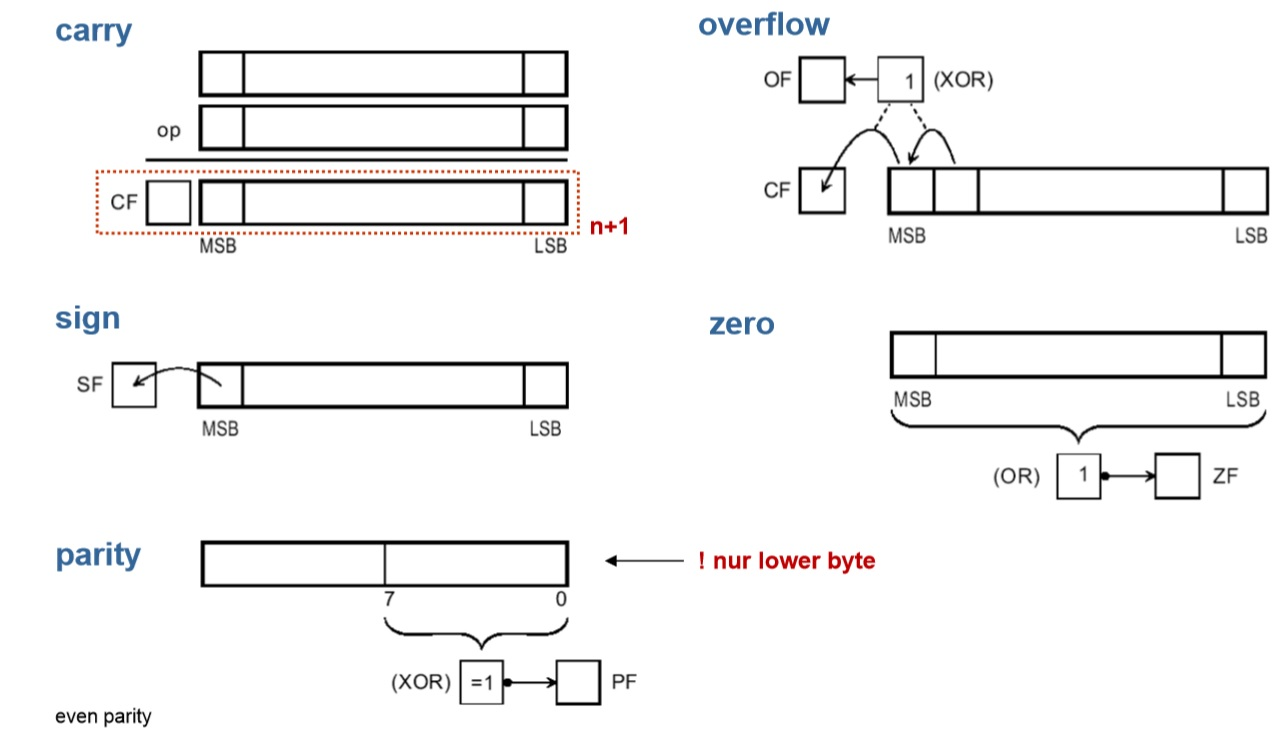 carry
op
CF
MSB
LSB
n+1
overflow
OF
1
(XOR)
CF
MSB
LSB
sign
SF
MSB
LSB
zero
MSB
LSB
(OR)
1
ZF
parity
! nur lower byte
7
0
(XOR)
=1
PF
even parity